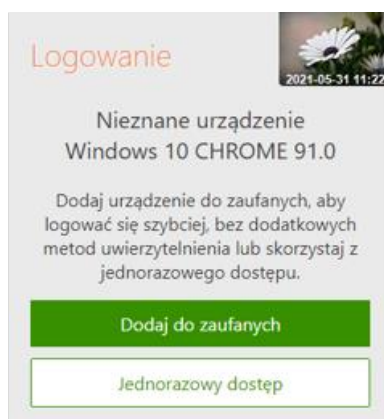 Logowanie
2021-05-31 11:22
Nieznane urządzenie
Windows 10 CHROME 91.0
Dodaj urządzenie do zaufanych, aby
logować się szybciej, bez dodatkowych
metod uwierzytelnienia lub skorzystaj z
jednorazowego dostępu.
Dodaj do zaufanych
Jednorazowy dostęp